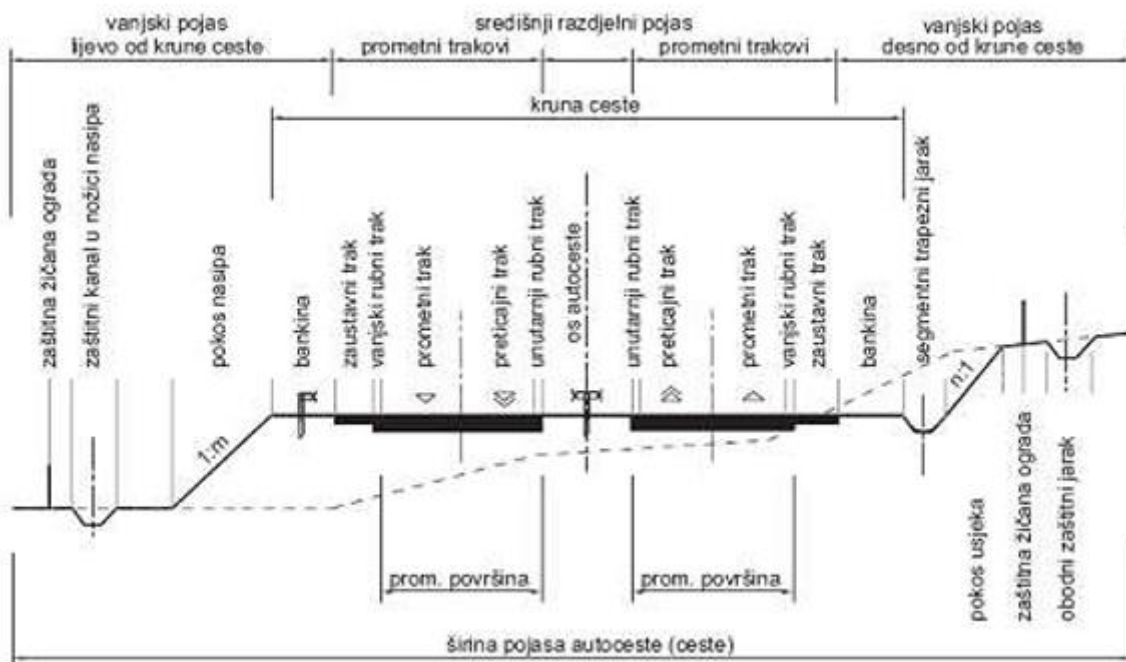 vanjski pojas
lijevo od krune ceste
središnji razdjelni pojas
prometni trakovi
prometni trakovi
vanjski pojas
desno od krune ceste
kruna ceste
zaštitna žičana ograda
zaštitni kanal u nožici nasipa
pokos nasipa
bankina
zaustavni trak
vanjski rubni trak
prometni trak
preticajni trak
unutarnji rubni trak
os autoceste
unutarnji rubni trak
preticajni trak
prometni trak
vanjski rubni trak
zaustavni trak
bankina
segmentni trapezni jarak
1:m
n:1
pokos usjeka
zaštitna žičana ograda
obodni zaštitni jarak
prom. površina
prom. površina
širina pojasa autoceste (ceste)